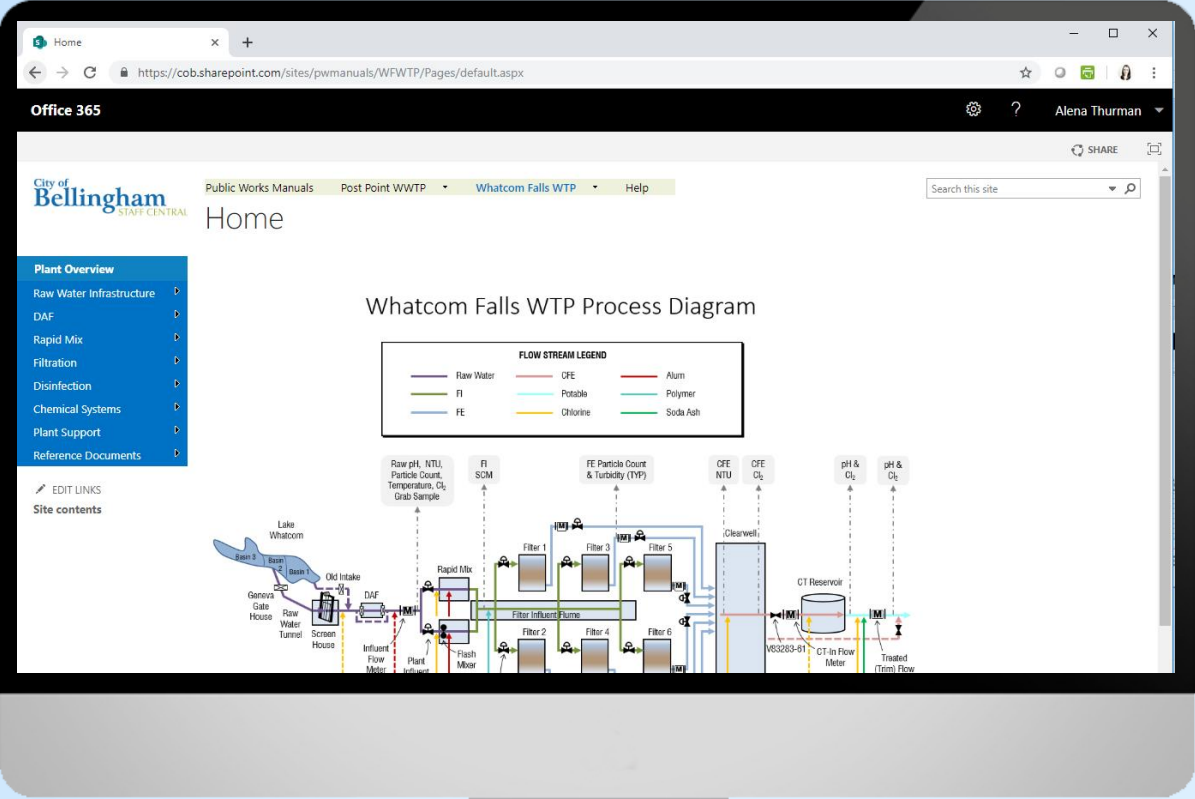 Home
https://cob.sharepoint.com/sites/pwmanuals/WFWTP/Pages/default.aspx
Office 365
Alena Thurman
SHARE
City of
Bellingham
STAFF CENTRAL
Public Works Manuals
Post Point WWTP
Whatcom Falls WTP
Help
Search this site
Home
Plant Overview
Raw Water Infrastructure
DAF
Rapid Mix
Filtration
Disinfection
Chemical Systems
Plant Support
Reference Documents
EDIT LINKS
Site contents
Whatcom Falls WTP Process Diagram
FLOW STREAM LEGEND
Raw Water
CFE
Alum
FI
Potable
Polymer
FE
Chlorine
Soda Ash
Raw pH, NTU,
Particle Count,
Temperature, Cl2
Grab Sample
FI
SCM
FE Particle Count
& Turbidity (TYP)
CFE
NTU
CFE
Cl2
pH &
Cl2
pH &
Cl2
Lake
Whatcom
Basin 3
Basin
2
Basin 1
Old Intake
Geneva
Gate
House
Raw
Water
Tunnel
Screen
House
DAF
Rapid Mix
Influent
Flow
Meter
Plant
Influent
Flash
Mixer
M
Filter 1
Filter 3
Filter 5
Filter Influent Flume
Filter 2
Filter 4
Filter 6
M
M
M
M
Clearwell
CT Reservoir
M
M
V83283-61
CT-In Flow
Meter
Treated
(Trim) Flow